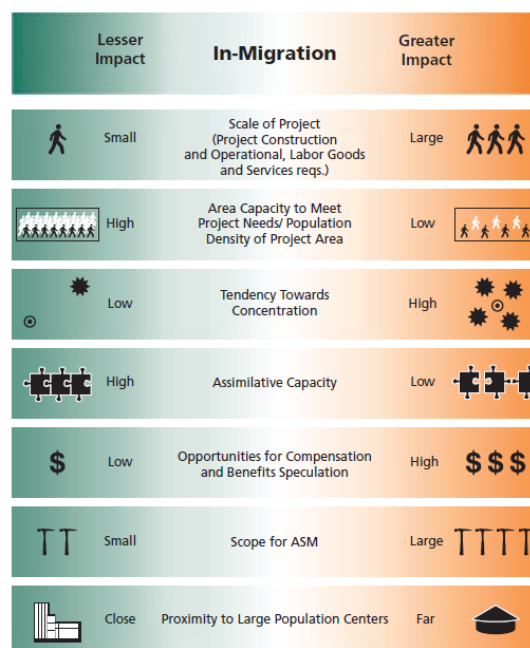 Lesser
Impact
In-Migration
Greater
Impact
Small
Scale of Project
(Project Construction
and Operational, Labor Goods
and Services reqs.)
Large
High
Area Capacity to Meet
Project Needs/ Population
Density of Project Area
Low
Low
Tendency Towards
Concentration
High
High
Assimilative Capacity
Low
$
Low
Opportunities for Compensation
and Benefits Speculation
High
$ $ $
Small
Scope for ASM
Large
Close
Proximity to Large Population Centers
Far